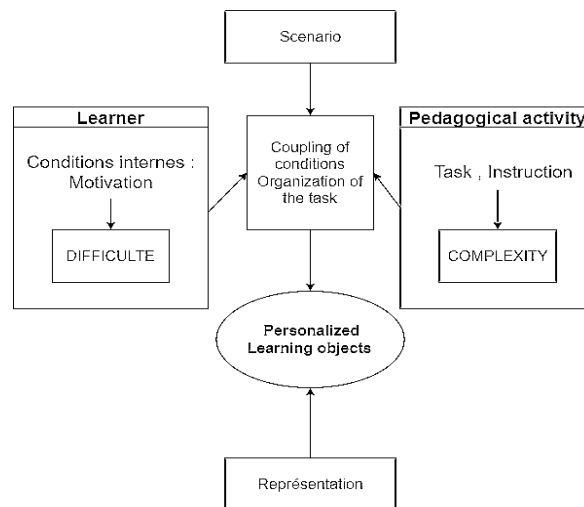 Scenario
Learner
Conditions internes :
Motivation
DIFFICULTE
Coupling of
conditions
Organization of
the task
Pedagogical activity
Task , Instruction
COMPLEXITY
Personalized
Learning objects
Représentation